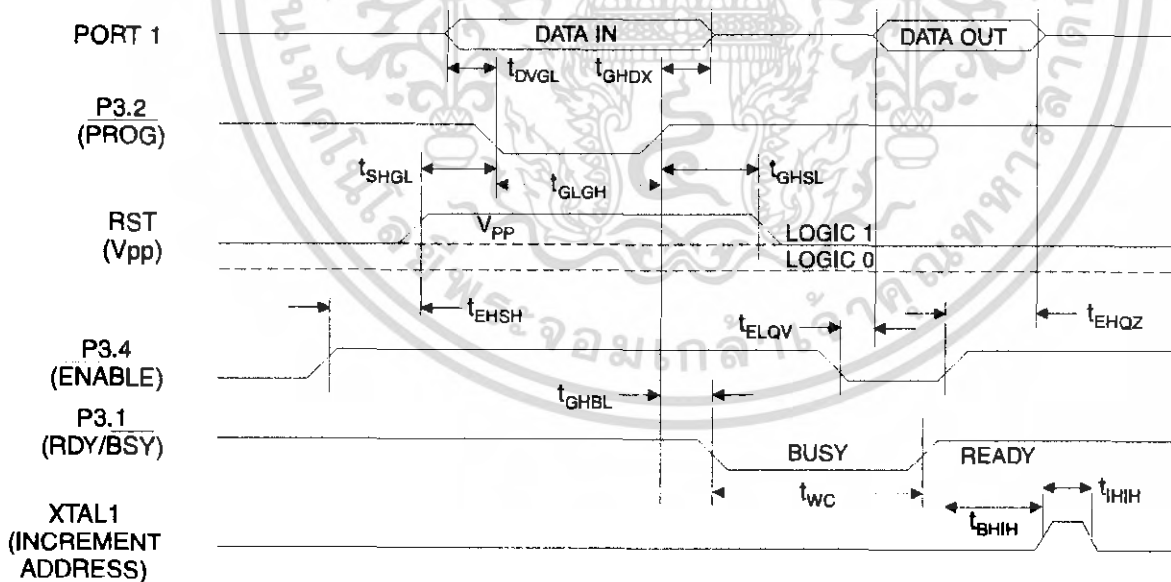 PORT 1
DATA IN
DATA OUT
tDVGL
tGHDX
P3.2
(PROG)
tSHGL
tGLGH
tGHSL
RST
(Vpp)
VPP
LOGIC 1
LOGIC 0
tEHSH
tELQV
tEHQZ
P3.4
(ENABLE)
tGHBL
P3.1
(RDY/BSY)
BUSY
READY
tWC
tBHIH
tIHIH
XTAL1
(INCREMENT
ADDRESS)